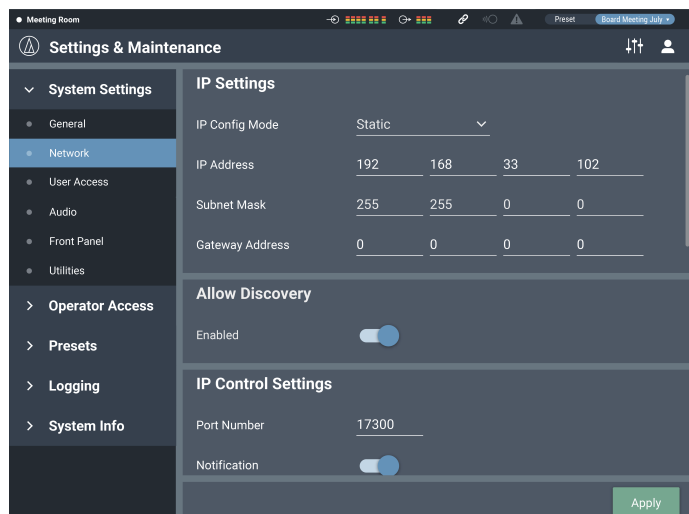 Meeting Room
Preset
Board Meeting July
Settings & Maintenance
System Settings
General
Network
User Access
Audio
Front Panel
Utilities
Operator Access
Presets
Logging
System Info
IP Settings
IP Config Mode Static
IP Address 192 168 33 102
Subnet Mask 255 255 0 0
Gateway Address 0 0 0 0
Allow Discovery
Enabled
IP Control Settings
Port Number 17300
Notification
Apply